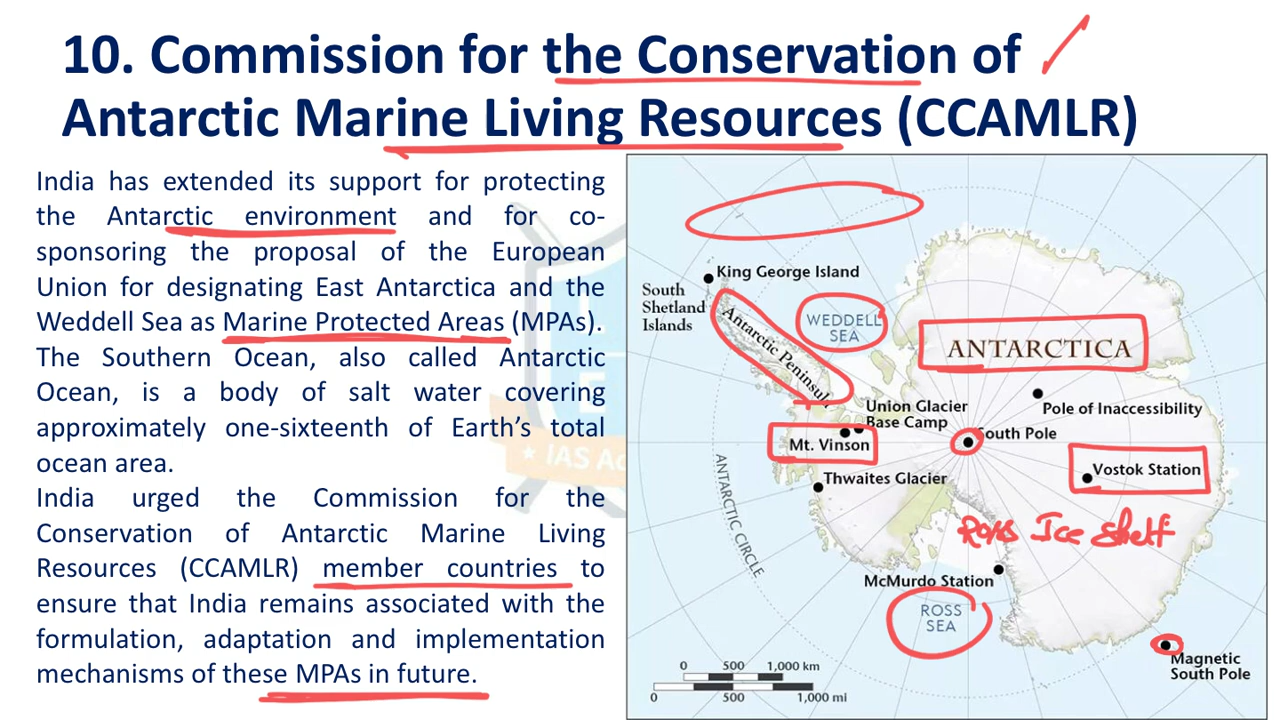 10. Commission for the Conservation of
Antarctic Marine Living Resources (CCAMLR)
India has extended its support for protecting
the Antarctic environment and for co-
sponsoring the proposal of the European
Union for designating East Antarctica and the
Weddell Sea as Marine Protected Areas (MPAs).
The Southern Ocean, also called Antarctic
Ocean, is a body of salt water covering
approximately one-sixteenth of Earth’s total
ocean area.
India urged the Commission for the
Conservation of Antarctic Marine Living
Resources (CCAMLR) member countries to
ensure that India remains associated with the
formulation, adaptation and implementation
mechanisms of these MPAs in future.
King George Island
South
Shetland
Islands
WEDDELL
SEA
Antarctic Peninsula
ANTARCTICA
Pole of Inaccessibility
Union Glacier
Base Camp
South Pole
Mt. Vinson
Vostok Station
Thwaites Glacier
ANTARCTIC CIRCLE
Ross Ice Shelf
McMurdo Station
ROSS
SEA
Magnetic
South Pole
0 500 1,000 km
0 500 1,000 mi